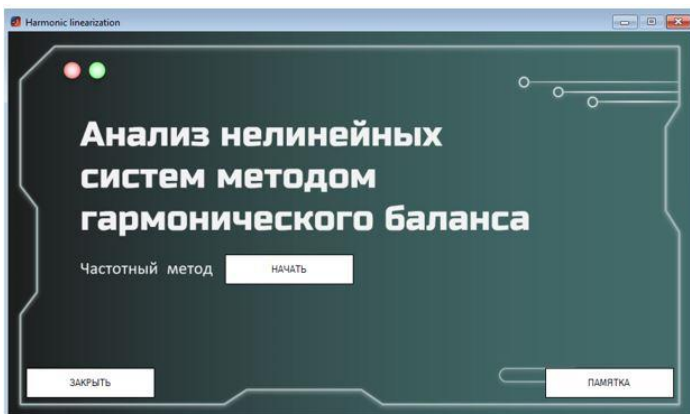 Harmonic linearization
Анализ нелинейных
систем методом
гармонического баланса
Частотный метод
НАЧАТЬ
ЗАКРЫТЬ
ПАМЯТКА